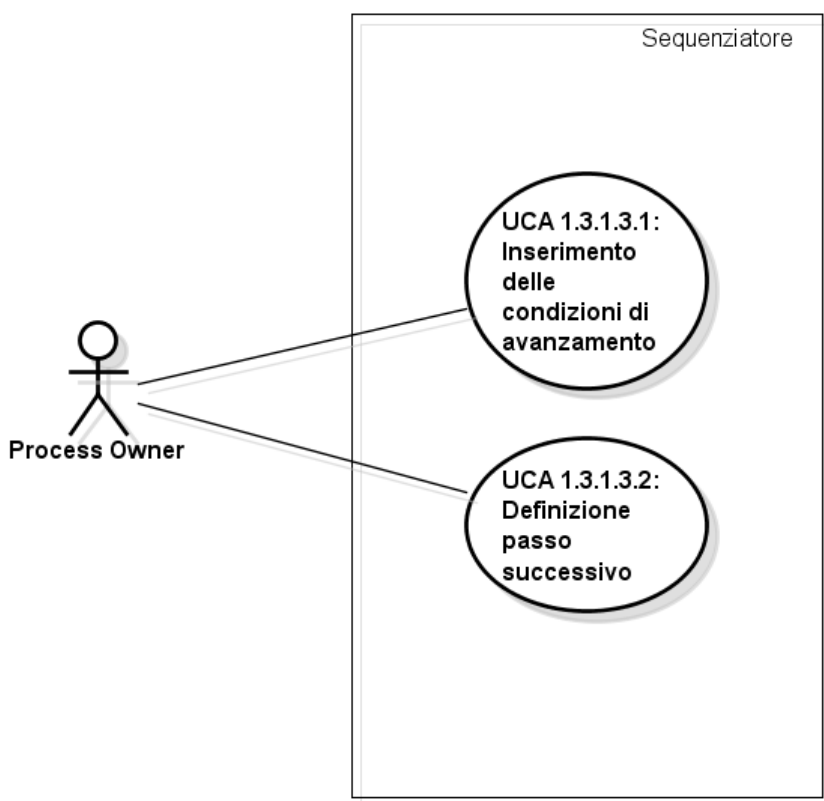 Sequenziatore
UCA 1.3.1.3.1:
Inserimento
delle
condizioni di
avanzamento
Process Owner
UCA 1.3.1.3.2:
Definizione
passo
successivo